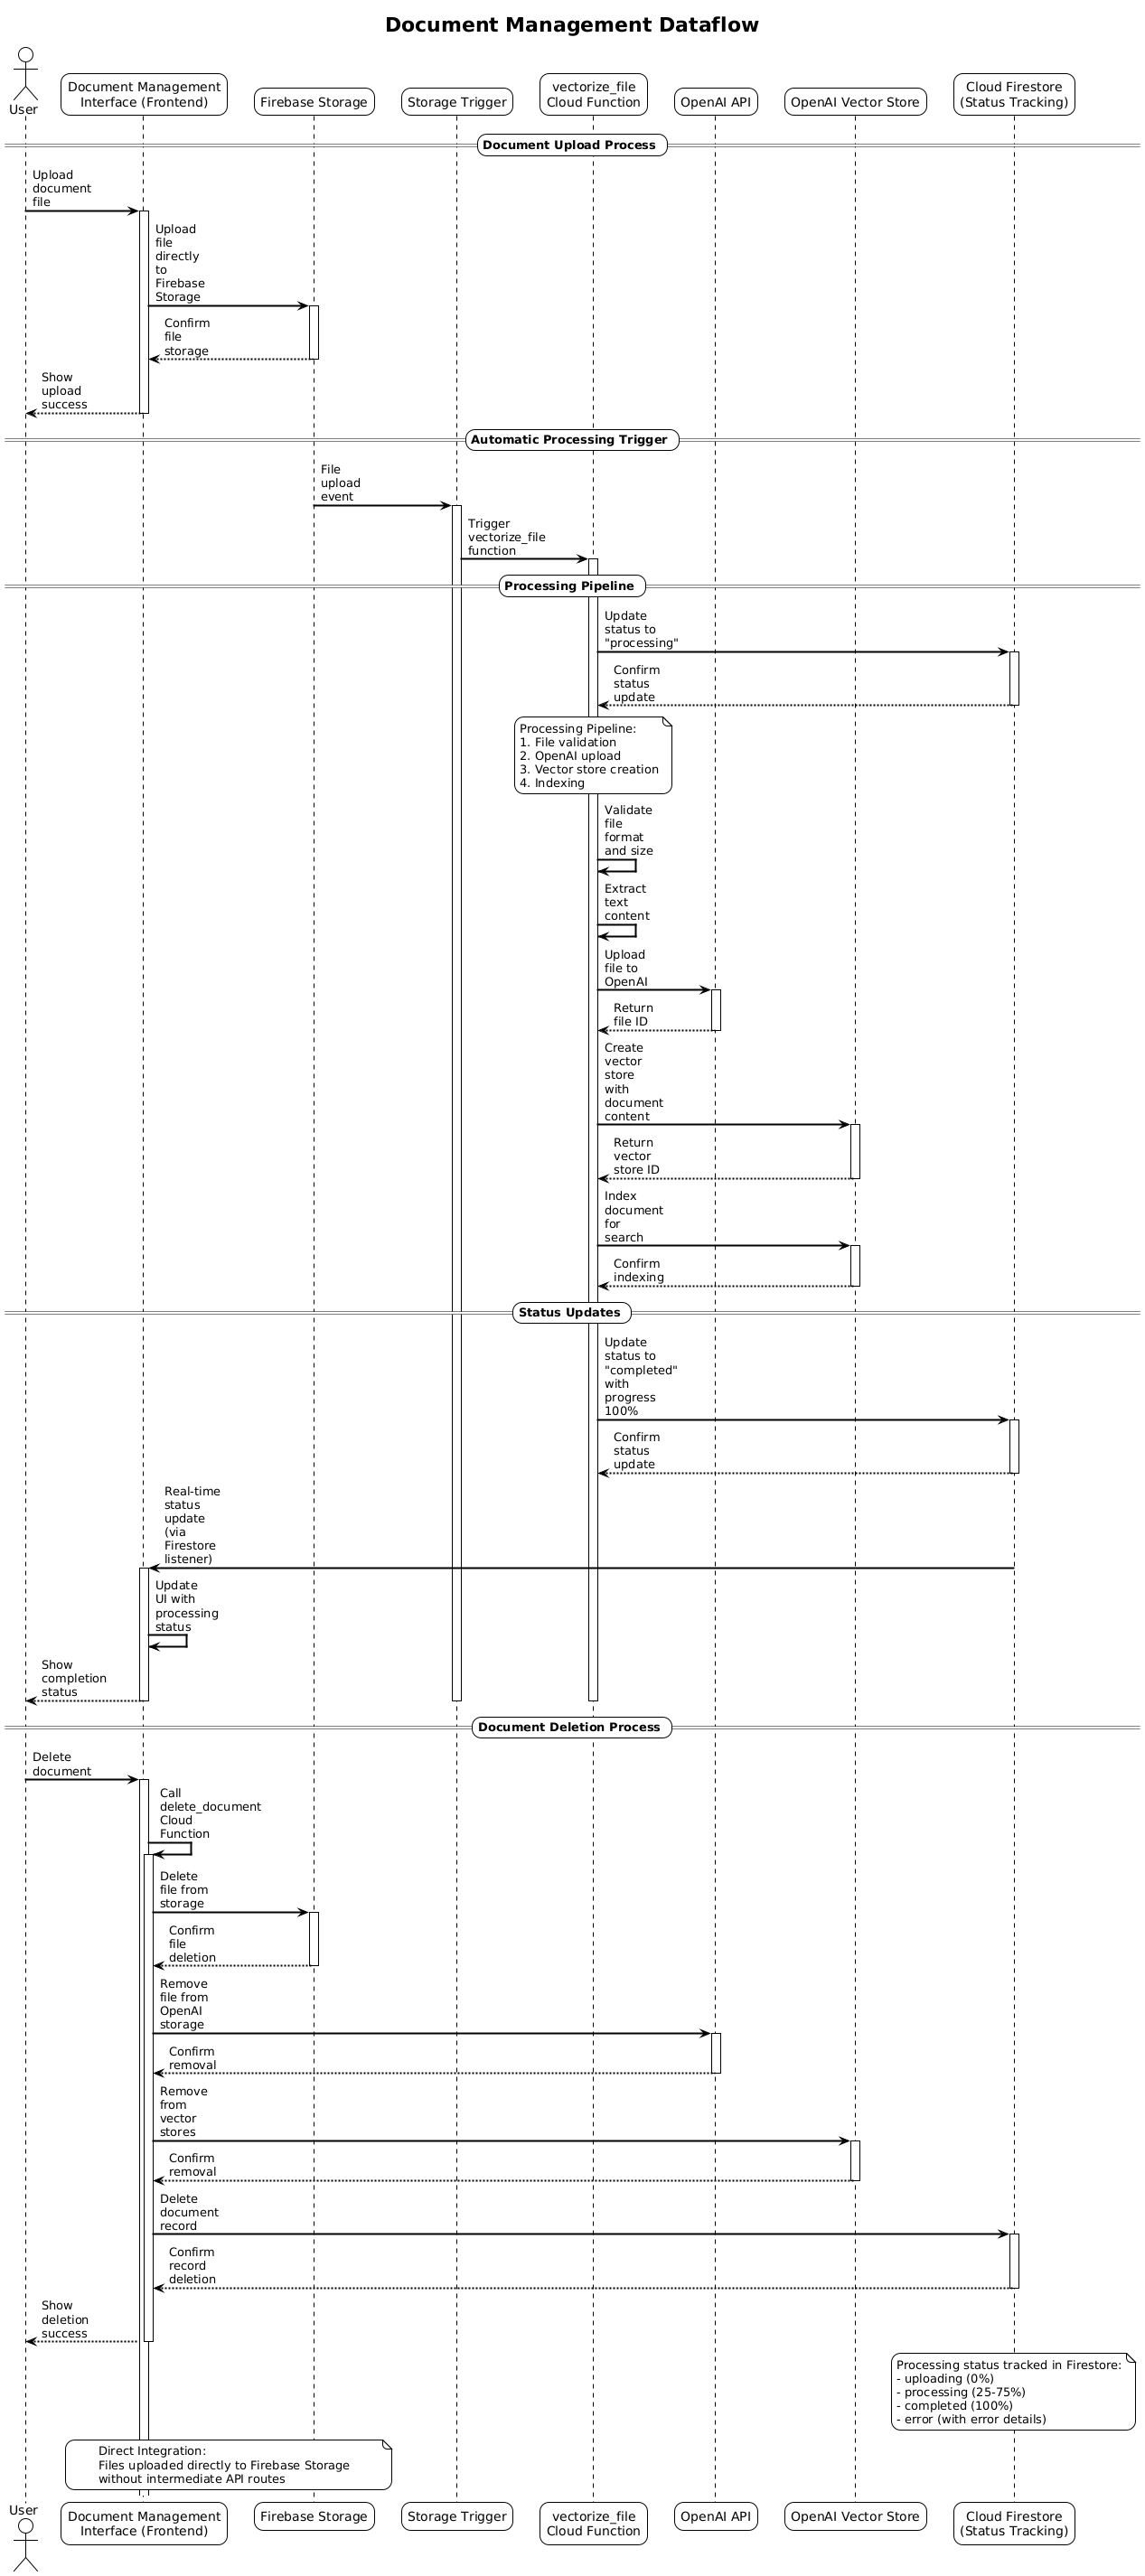 Document Management Dataflow
User
Document Management
Interface (Frontend)
Firebase Storage
Storage Trigger
vectorize_file
Cloud Function
OpenAI API
OpenAI Vector Store
Cloud Firestore
(Status Tracking)
Document Upload Process
Upload
document
file
Upload
file
directly
to
Firebase
Storage
Confirm
file
storage
Show
upload
success
Automatic Processing Trigger
File
upload
event
Trigger
vectorize_file
function
Processing Pipeline
Update
status to
"processing"
Confirm
status
update
Processing Pipeline:
1. File validation
2. OpenAI upload
3. Vector store creation
4. Indexing
Validate
file
format
and size
Extract
text
content
Upload
file to
OpenAI
Return
file ID
Create
vector
store
with
document
content
Return
vector
store ID
Index
document
for
search
Confirm
indexing
Status Updates
Update
status to
"completed"
with
progress
100%
Confirm
status
update
Real-time
status
update
(via
Firestore
listener)
Update
UI with
processing
status
Show
completion
status
Document Deletion Process
Delete
document
Call
delete_document
Cloud
Function
Delete
file from
storage
Confirm
file
deletion
Remove
file from
OpenAI
storage
Confirm
removal
Remove
from
vector
stores
Confirm
removal
Delete
document
record
Confirm
record
deletion
Show
deletion
success
Processing status tracked in Firestore:
- uploading (0%)
- processing (25-75%)
- completed (100%)
- error (with error details)
Direct Integration:
Files uploaded directly to Firebase Storage
without intermediate API routes
User
Document Management
Interface (Frontend)
Firebase Storage
Storage Trigger
vectorize_file
Cloud Function
OpenAI API
OpenAI Vector Store
Cloud Firestore
(Status Tracking)